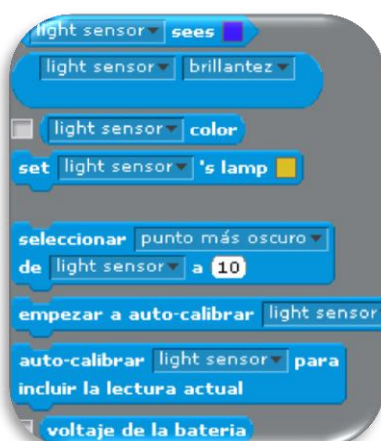 light sensor sees
light sensor brillantez
light sensor color
set light sensor 's lamp
seleccionar punto más oscuro
de light sensor a 10
empezar a auto-calibrar light sensor
auto-calibrar light sensor para
incluir la lectura actual
voltaje de la bateria